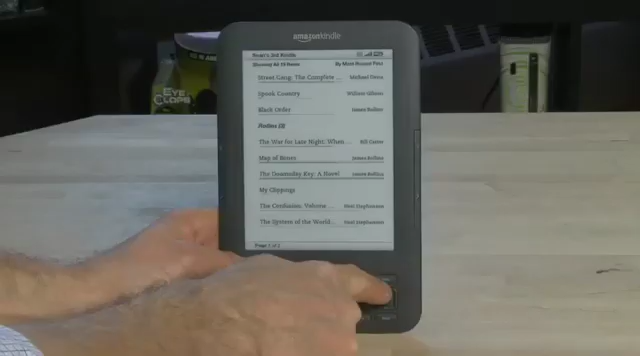 amazonkindle
Showing All 19 Items By Most Recent First
Street Gang: The Complete ... Michael Davis
Spook Country William Gibson
Black Order James Rollins
The War for Late Night: When ... Bill Carter
Map of Bones James Rollins
The Doomsday Key: A Novel James Rollins
My Clippings
The Confusion: Volume ... Neal Stephenson
The System of the World... Neal Stephenson
Page 1 of 2
EYE
CLOPS